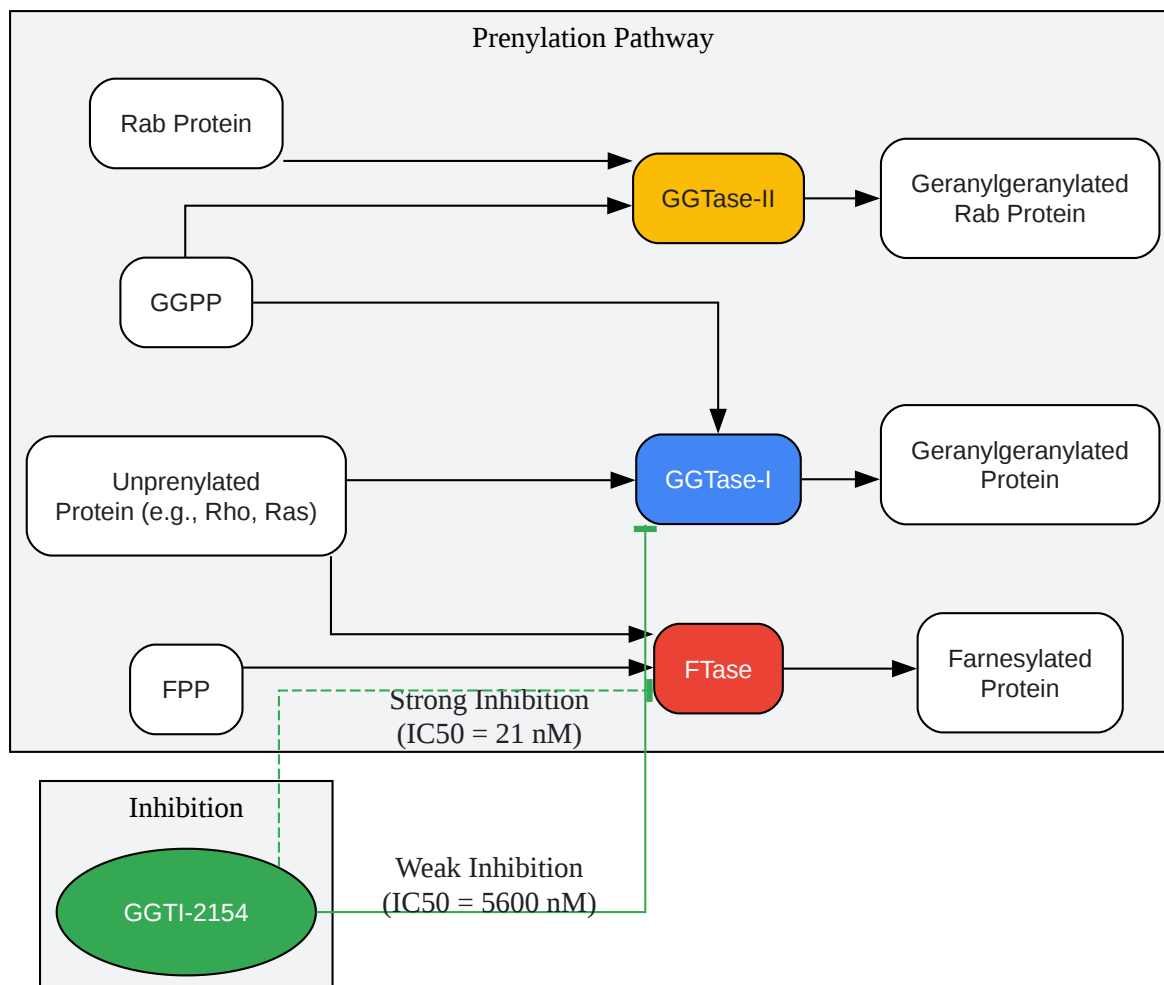 Prenylation Pathway
Rab Protein
GGTase-II
Geranylgeranylated
Rab Protein
GGPP
Unprenylated
Protein (e.g., Rho, Ras)
GGTase-I
Geranylgeranylated
Protein
FPP
FTase
Farnesylated
Protein
Strong Inhibition
(IC50 = 21 nM)
Inhibition
GGTI-2154
Weak Inhibition
(IC50 = 5600 nM)